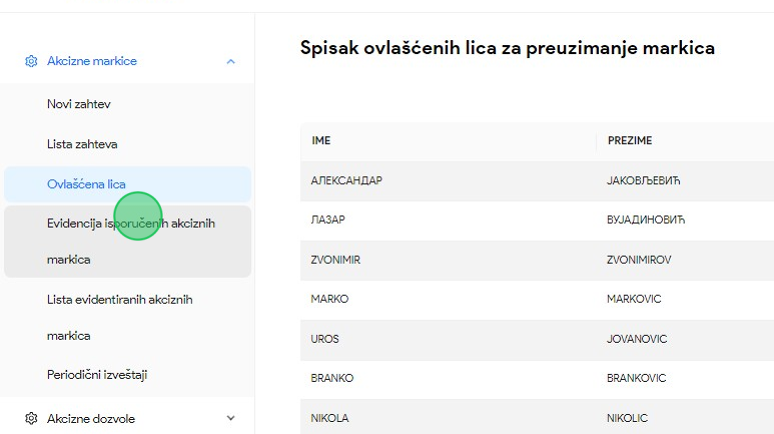 Akcizne markice
Novi zahtev
Lista zahteva
Ovlašćena lica
Evidencija isporučenih akciznih
markica
Lista evidentiranih akciznih
markica
Periodični izveštaji
Akcizne dozvole
Spisak ovlašćenih lica za preuzimanje markica
IME PREZIME
АЛЕКСАНДАР ЈАКОВЉЕВИЋ
ЛАЗАР ВУЈАДИНОВИЋ
ZVONIMIR ZVONIMIROV
MARKO MARKOVIC
UROS JOVANOVIC
BRANKO BRANKOVIC
NIKOLA NIKOLIC